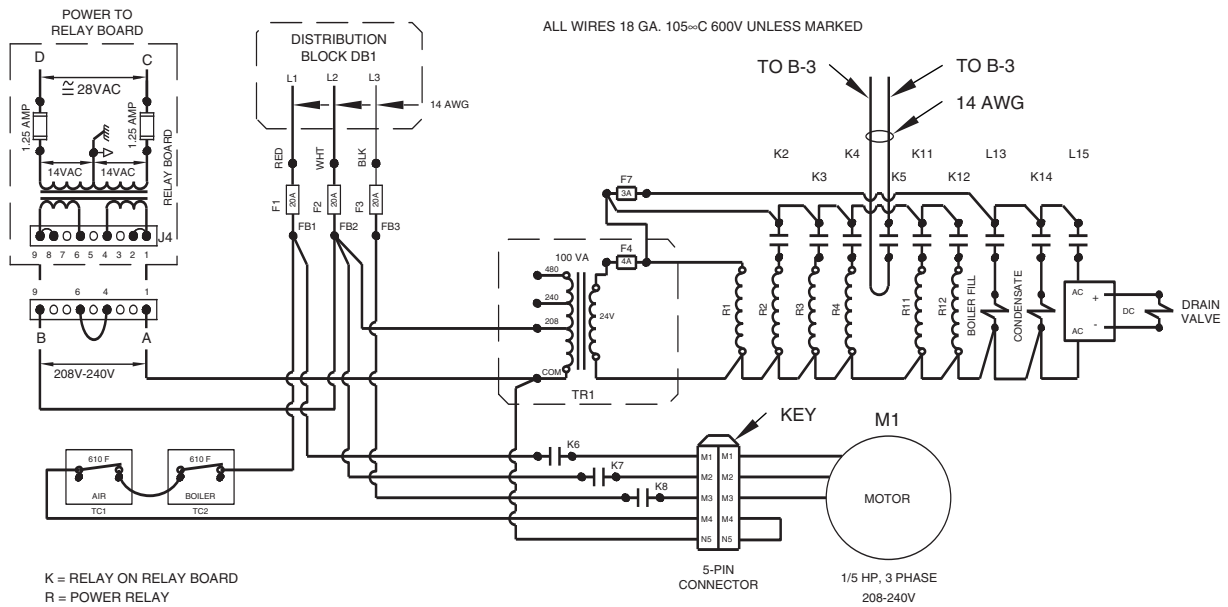 POWER TO
RELAY BOARD
D
C
≅ 28VAC
1.25 AMP
1.25 AMP
14VAC
14VAC
RELAY BOARD
J4
9 8 7 6 5 4 3 2 1
9 6 4 1
B
A
208V-240V
DISTRIBUTION
BLOCK DB1
L1 L2 L3
14 AWG
RED
WHT
BLK
F1
20A
F2
20A
F3
20A
FB1
FB2
FB3
ALL WIRES 18 GA. 105∞C 600V UNLESS MARKED
TO B-3
TO B-3
14 AWG
K2
K4
K11
L13
L15
K3
K5
K12
K14
F7
3A
F4
4A
100 VA
480
240
208
COM
24V
TR1
R1
R2
R3
R4
R11
R12
BOILER FILL
CONDENSATE
AC
+
AC
-
DC
DRAIN
VALVE
610 F
AIR
TC1
610 F
BOILER
TC2
K6
K7
K8
KEY
M1 M1
M2 M2
M3 M3
M4 M4
N5 N5
5-PIN
CONNECTOR
M1
MOTOR
1/5 HP, 3 PHASE
208-240V
K = RELAY ON RELAY BOARD
R = POWER RELAY